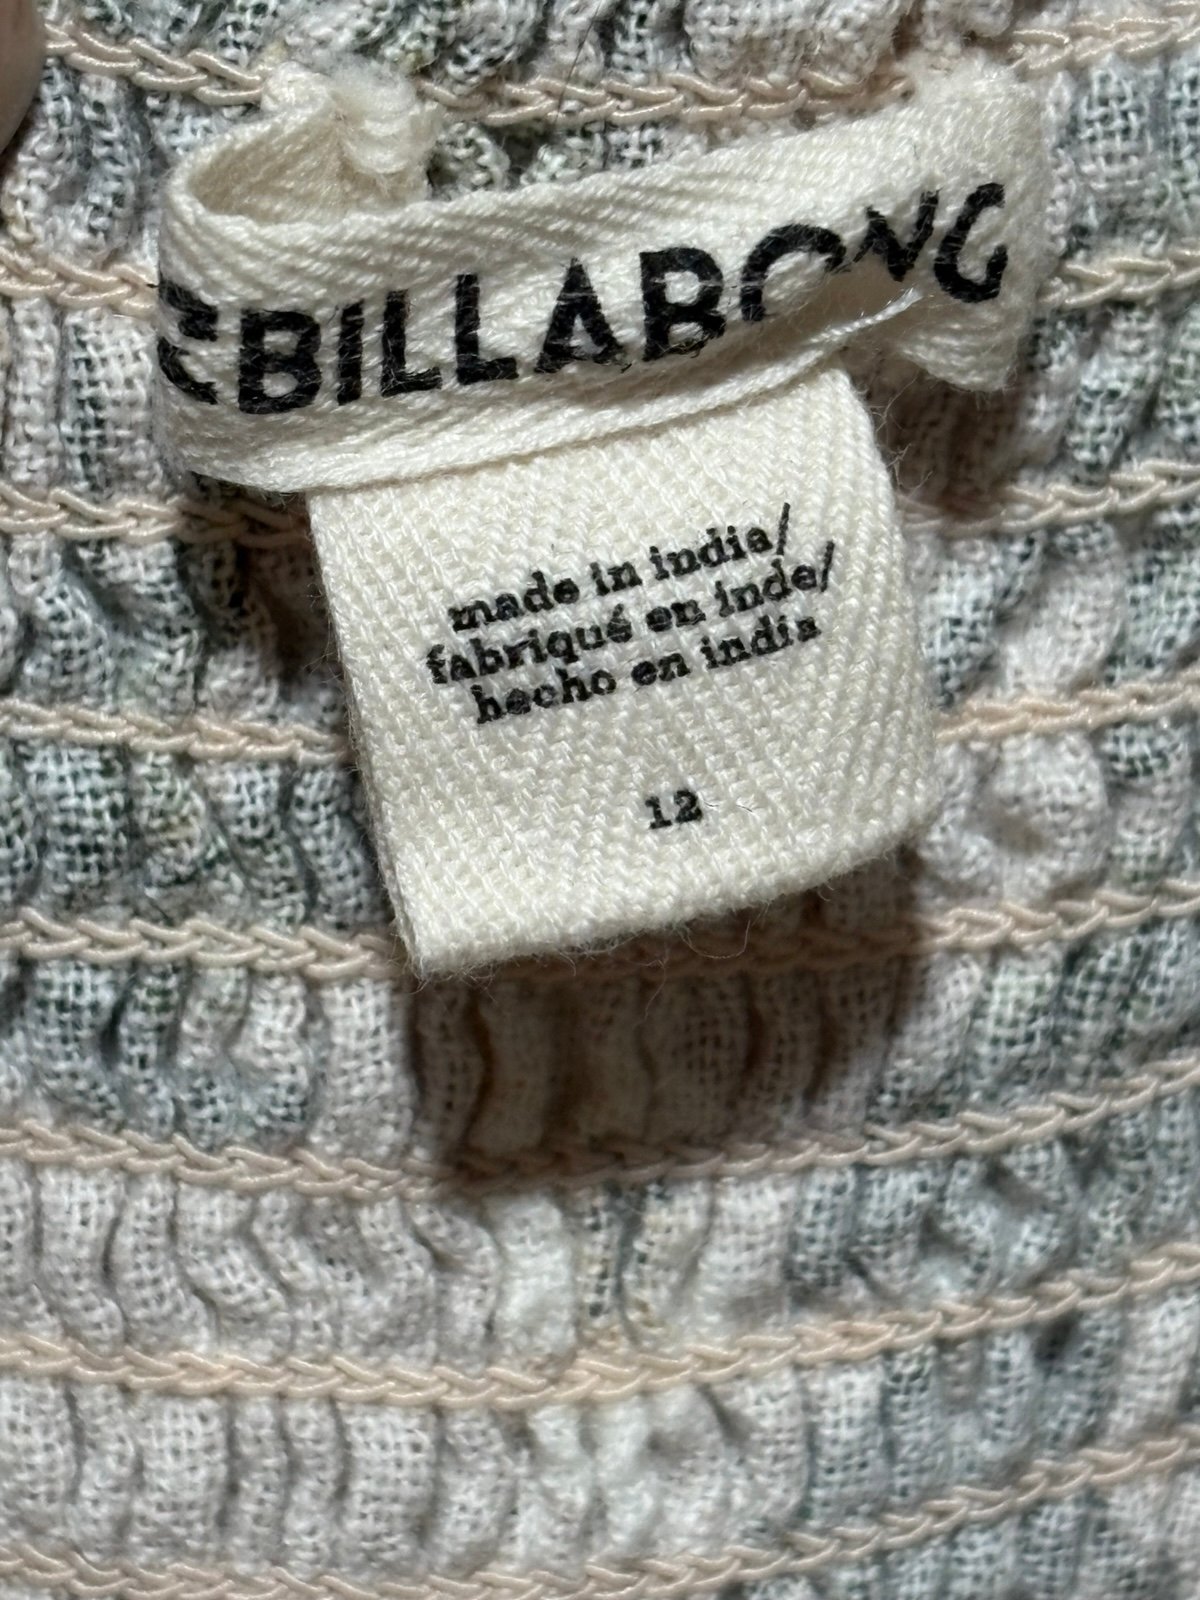 BILLABONG
made in india/
fabriqué en inde/
hecho en india
12